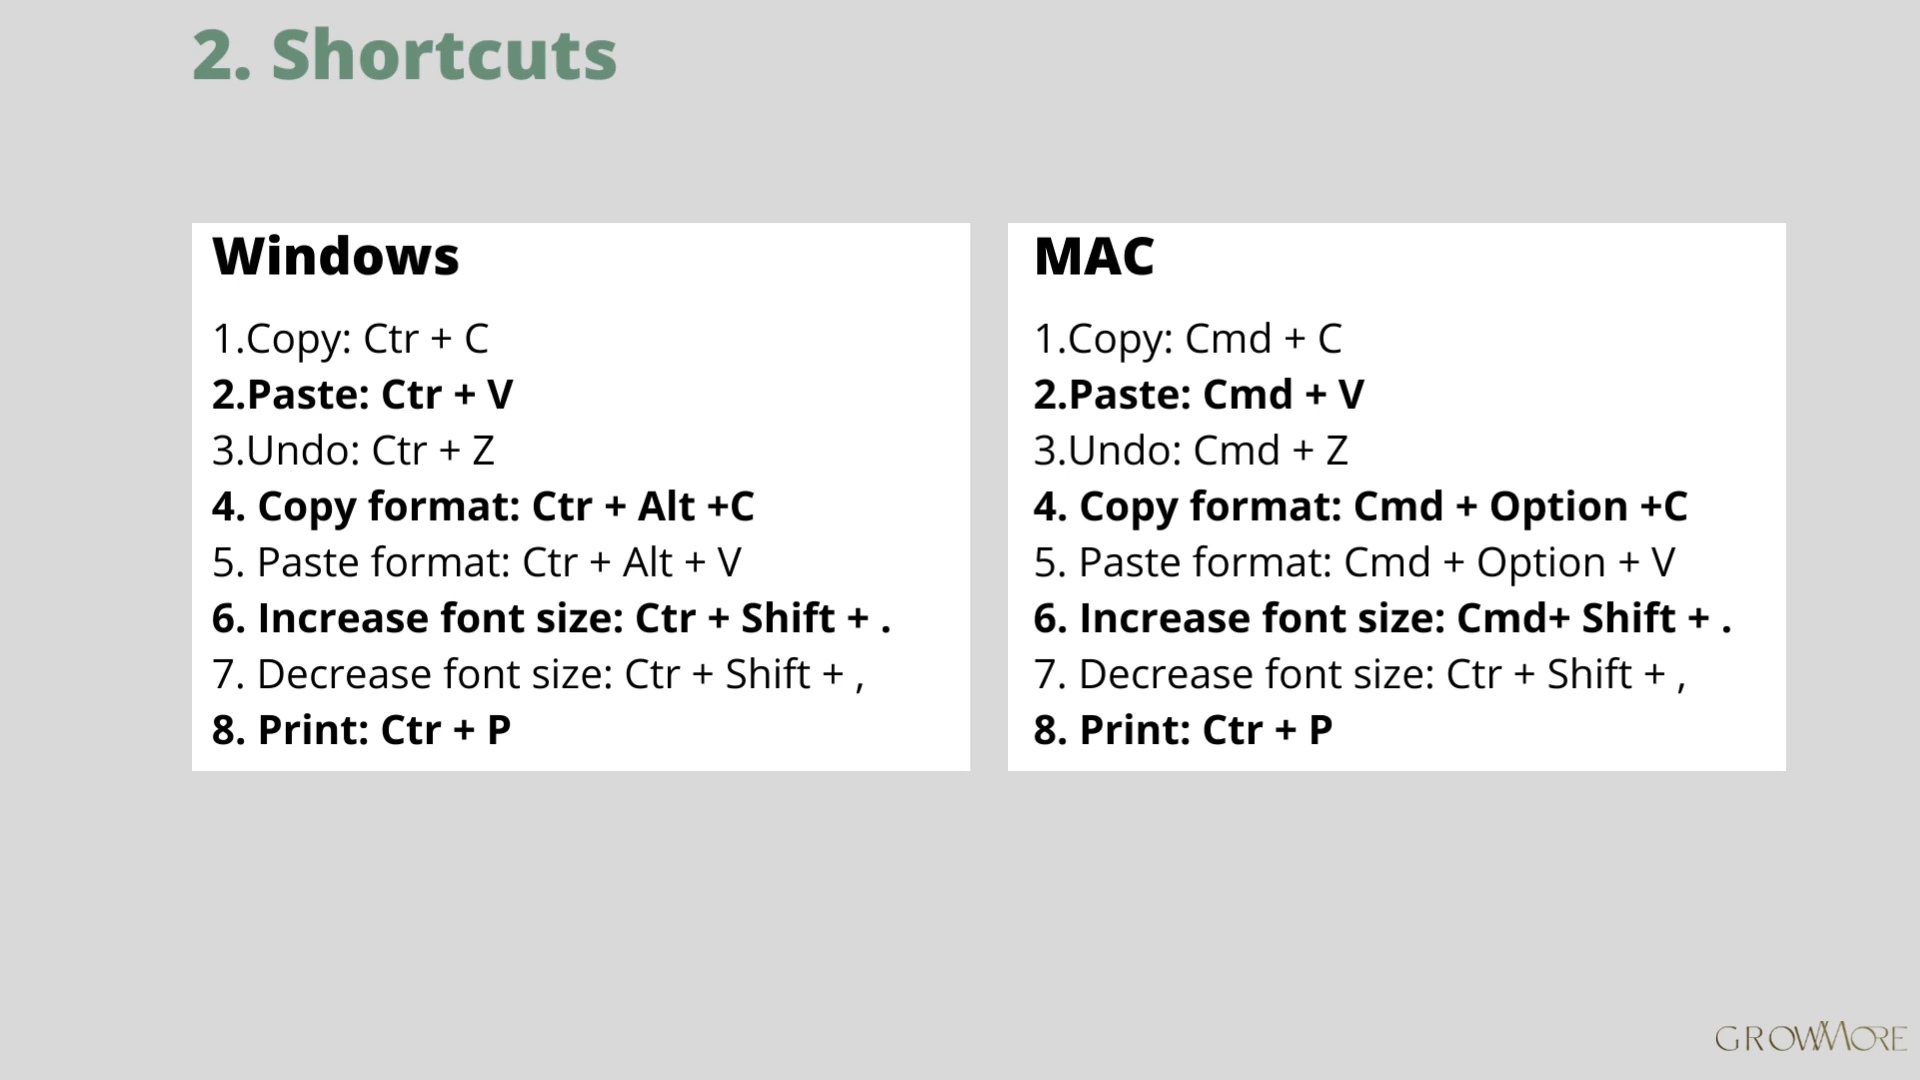 2. Shortcuts
Windows
1.Copy: Ctr + C
2.Paste: Ctr + V
3.Undo: Ctr + Z
4. Copy format: Ctr + Alt +C
5. Paste format: Ctr + Alt + V
6. Increase font size: Ctr + Shift + .
7. Decrease font size: Ctr + Shift + ,
8. Print: Ctr + P
MAC
1.Copy: Cmd + C
2.Paste: Cmd + V
3.Undo: Cmd + Z
4. Copy format: Cmd + Option +C
5. Paste format: Cmd + Option + V
6. Increase font size: Cmd+ Shift + .
7. Decrease font size: Ctr + Shift + ,
8. Print: Ctr + P
GROWMORE